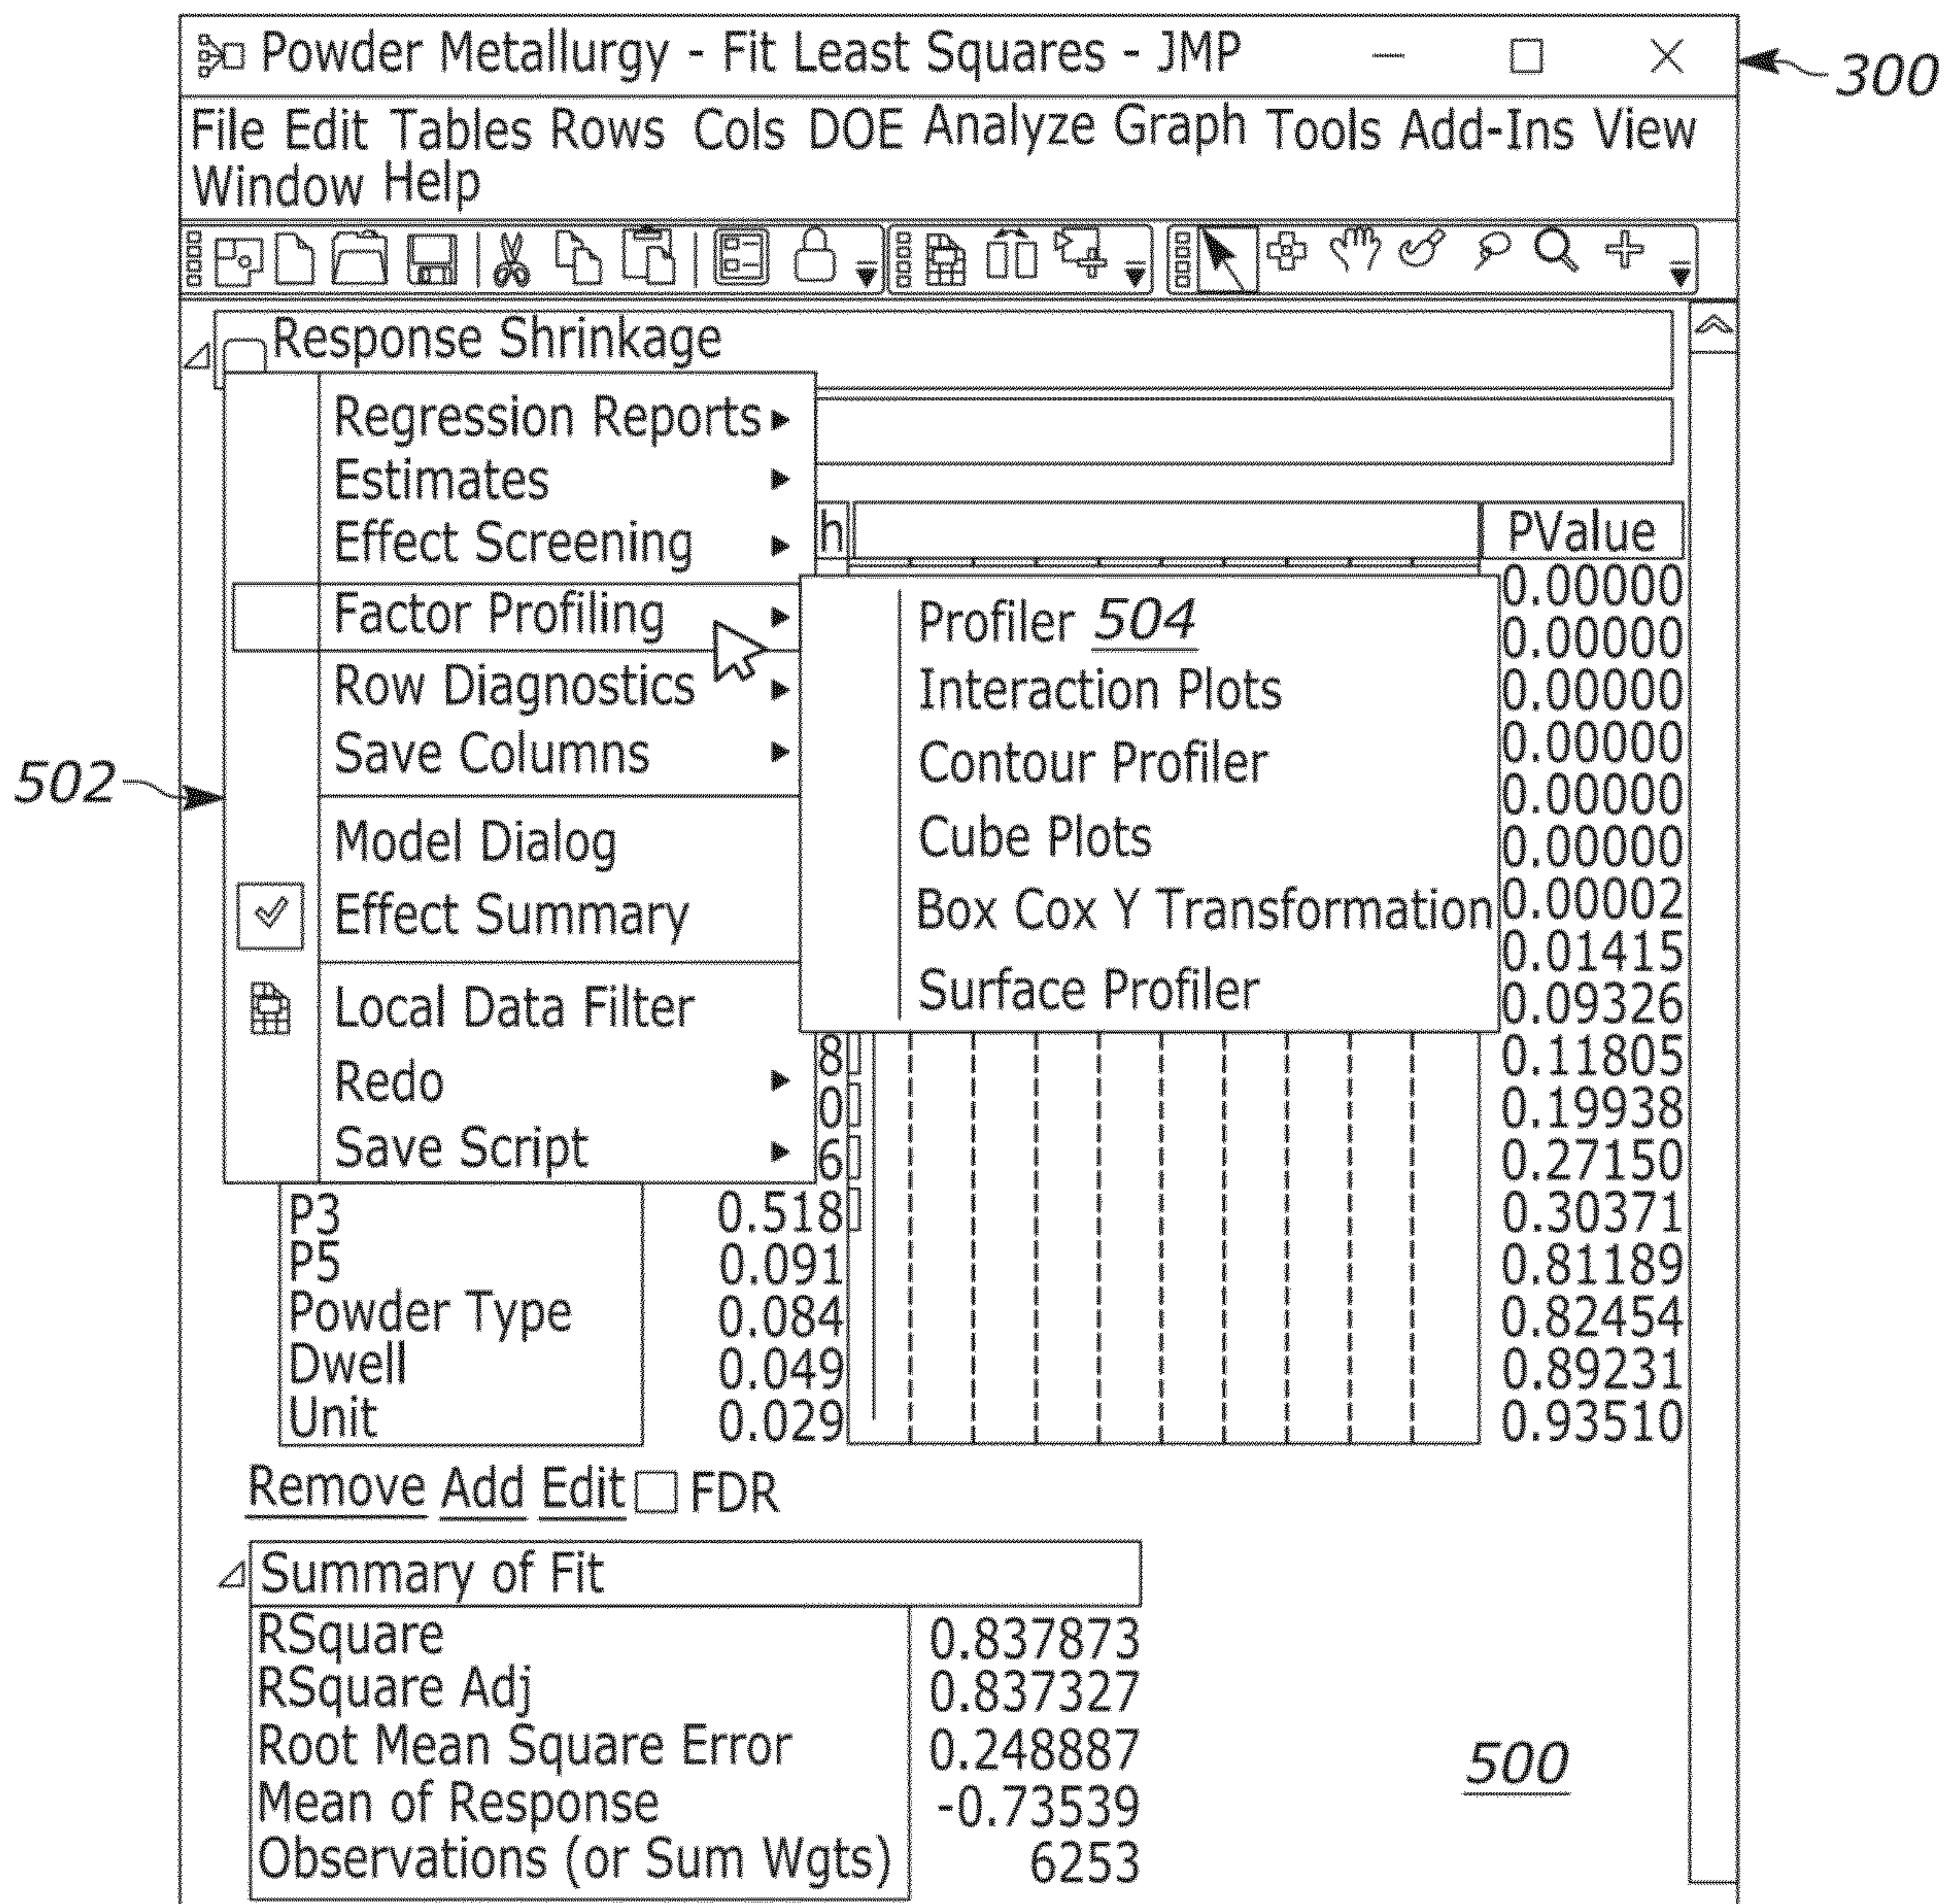 Powder Metallurgy - Fit Least Squares - JMP
300
File Edit Tables Rows Cols DOE Analyze Graph Tools Add-Ins View
Window Help
Response Shrinkage
Regression Reports
Estimates
Effect Screening
Factor Profiling
Row Diagnostics
Save Columns
502
Model Dialog
Effect Summary
Local Data Filter
Redo
Save Script
h PValue
Profiler 504
Interaction Plots
Contour Profiler
Cube Plots
Box Cox Y Transformation
Surface Profiler
0.00000
0.00000
0.00000
0.00000
0.00000
0.00000
0.00002
0.01415
0.09326
8 0.11805
0 0.19938
6 0.27150
P3 0.518 0.30371
P5 0.091 0.81189
Powder Type 0.084 0.82454
Dwell 0.049 0.89231
Unit 0.029 0.93510
Remove Add Edit FDR
Summary of Fit
RSquare 0.837873
RSquare Adj 0.837327
Root Mean Square Error 0.248887
Mean of Response -0.73539
Observations (or Sum Wgts) 6253
500